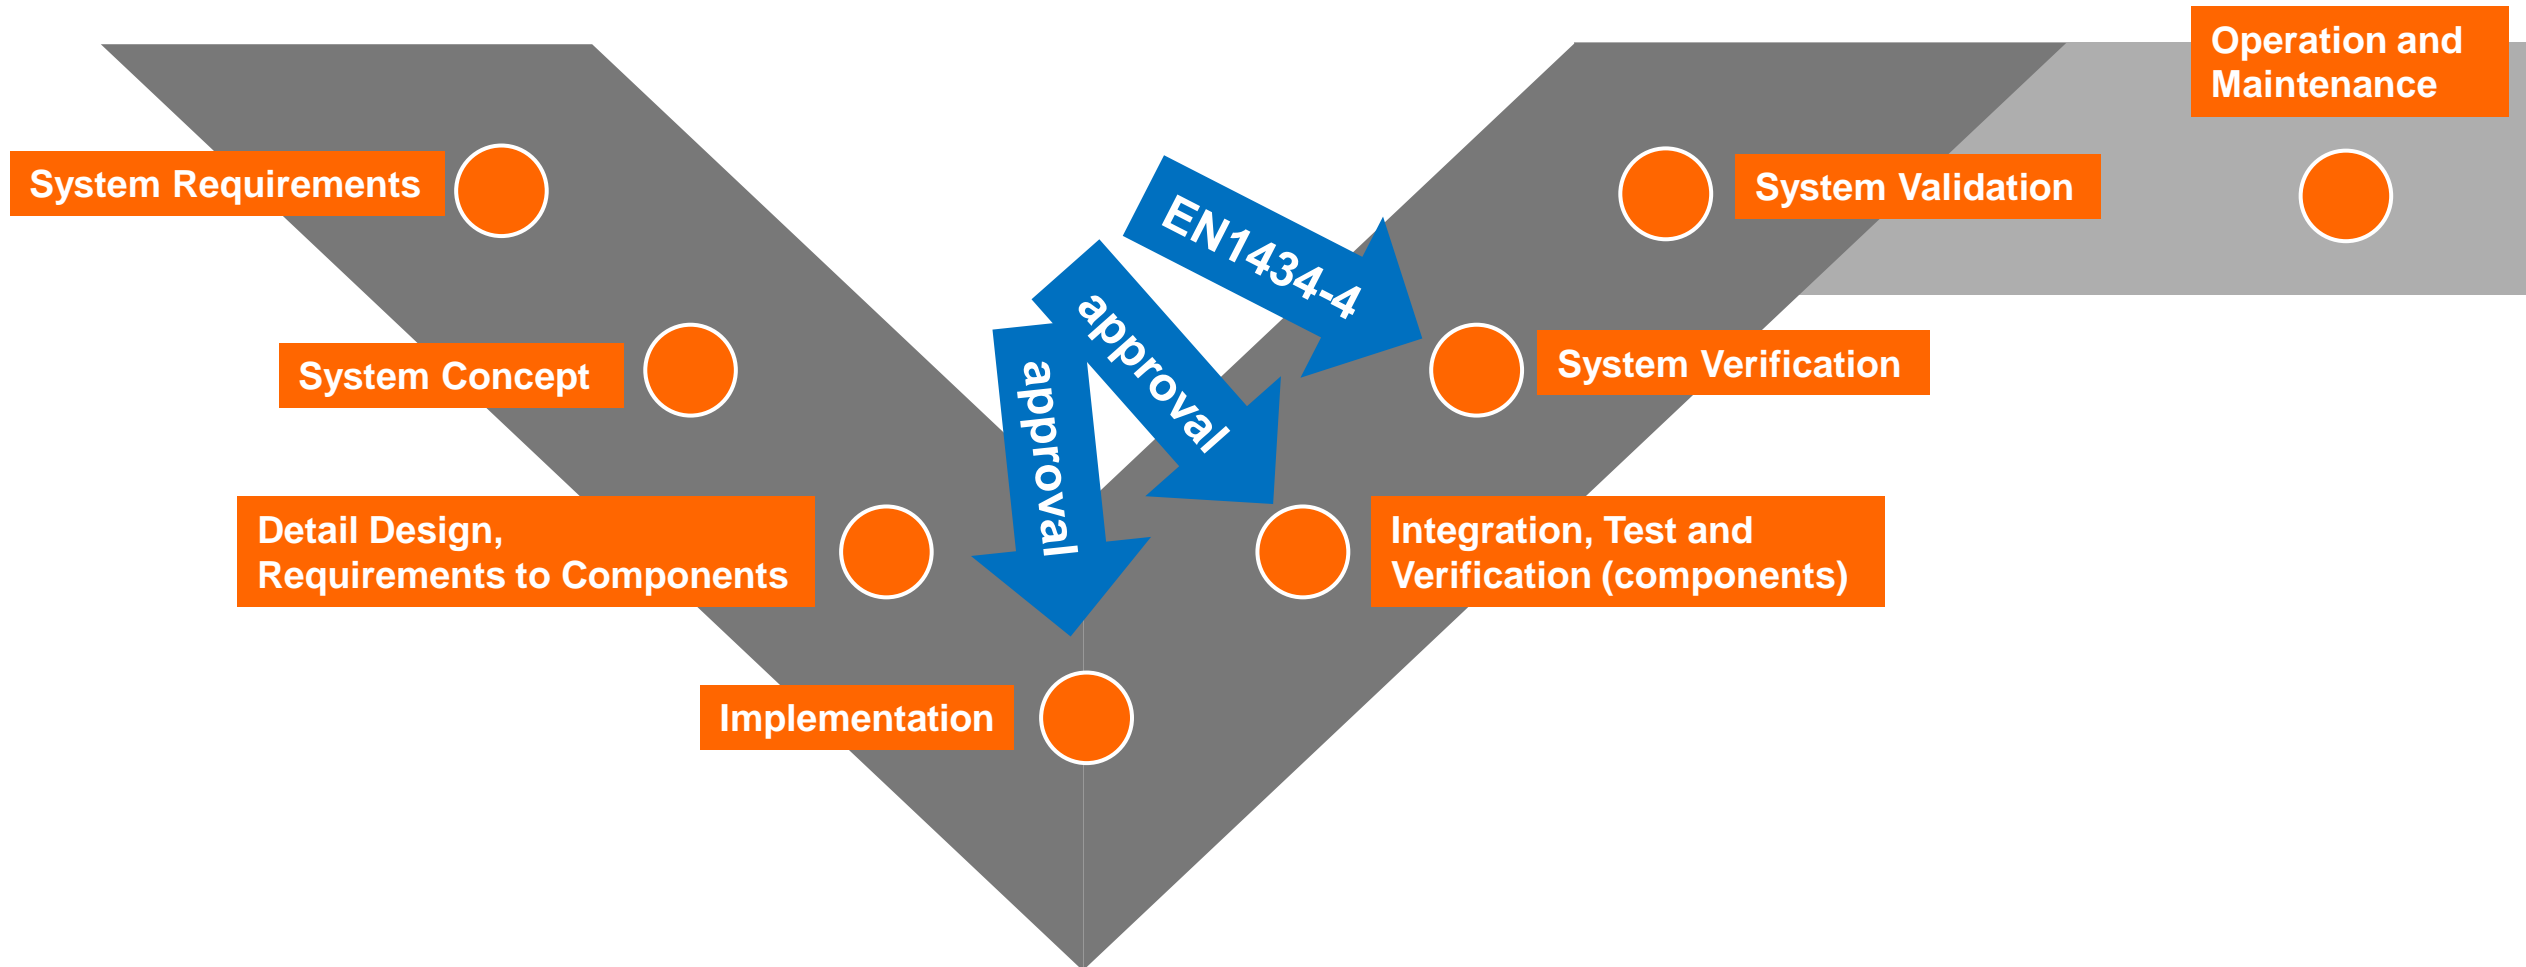 Operation and
Maintenance
System Requirements
System Validation
EN1434-4
approval
approval
System Concept
System Verification
Detail Design,
Requirements to Components
Integration, Test and
Verification (components)
Implementation